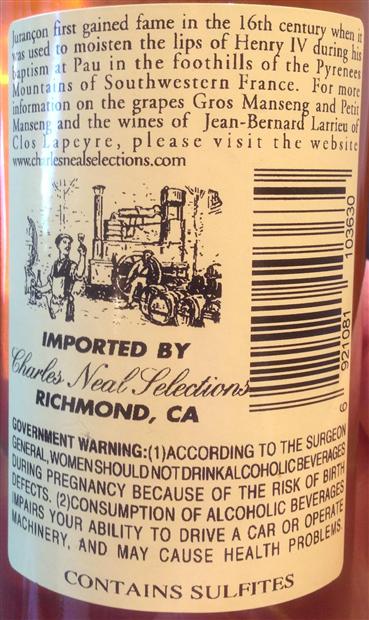 Jurançon first gained fame in the 16th century when it
was used to moisten the lips of Henry IV during his
baptism at Pau in the foothills of the Pyrenees
Mountains of Southwestern France. For more
information on the grapes Gros Manseng and Petit
Manseng and the wines of Jean-Bernard Larrieu of
Clos Lapeyre, please visit the website
www.charlesnealselections.com
6 921081 103630
IMPORTED BY
Charles Neal Selections
RICHMOND, CA
GOVERNMENT WARNING:(1)ACCORDING TO THE SURGEON
GENERAL, WOMEN SHOULD NOT DRINK ALCOHOLIC BEVERAGES
DURING PREGNANCY BECAUSE OF THE RISK OF BIRTH
DEFECTS. (2)CONSUMPTION OF ALCOHOLIC BEVERAGES
IMPAIRS YOUR ABILITY TO DRIVE A CAR OR OPERATE
MACHINERY, AND MAY CAUSE HEALTH PROBLEMS.
CONTAINS SULFITES